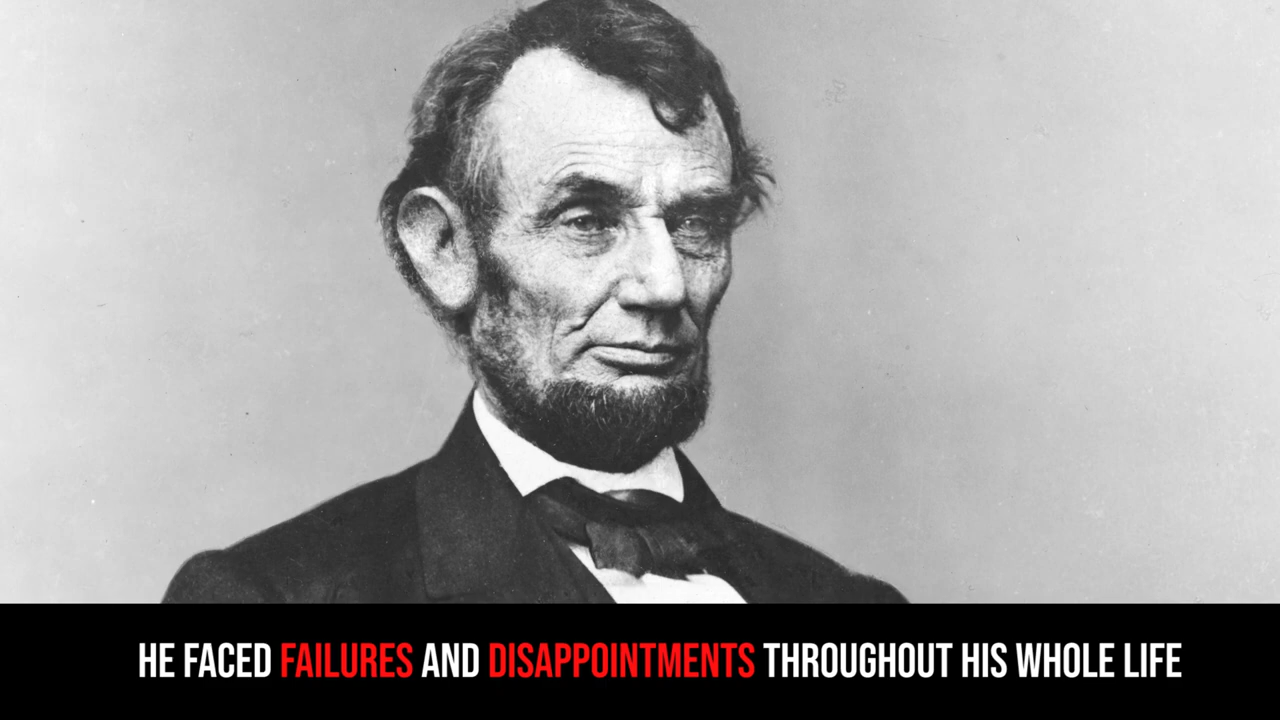 HE FACED FAILURES AND DISAPPOINTMENTS THROUGHOUT HIS WHOLE LIFE